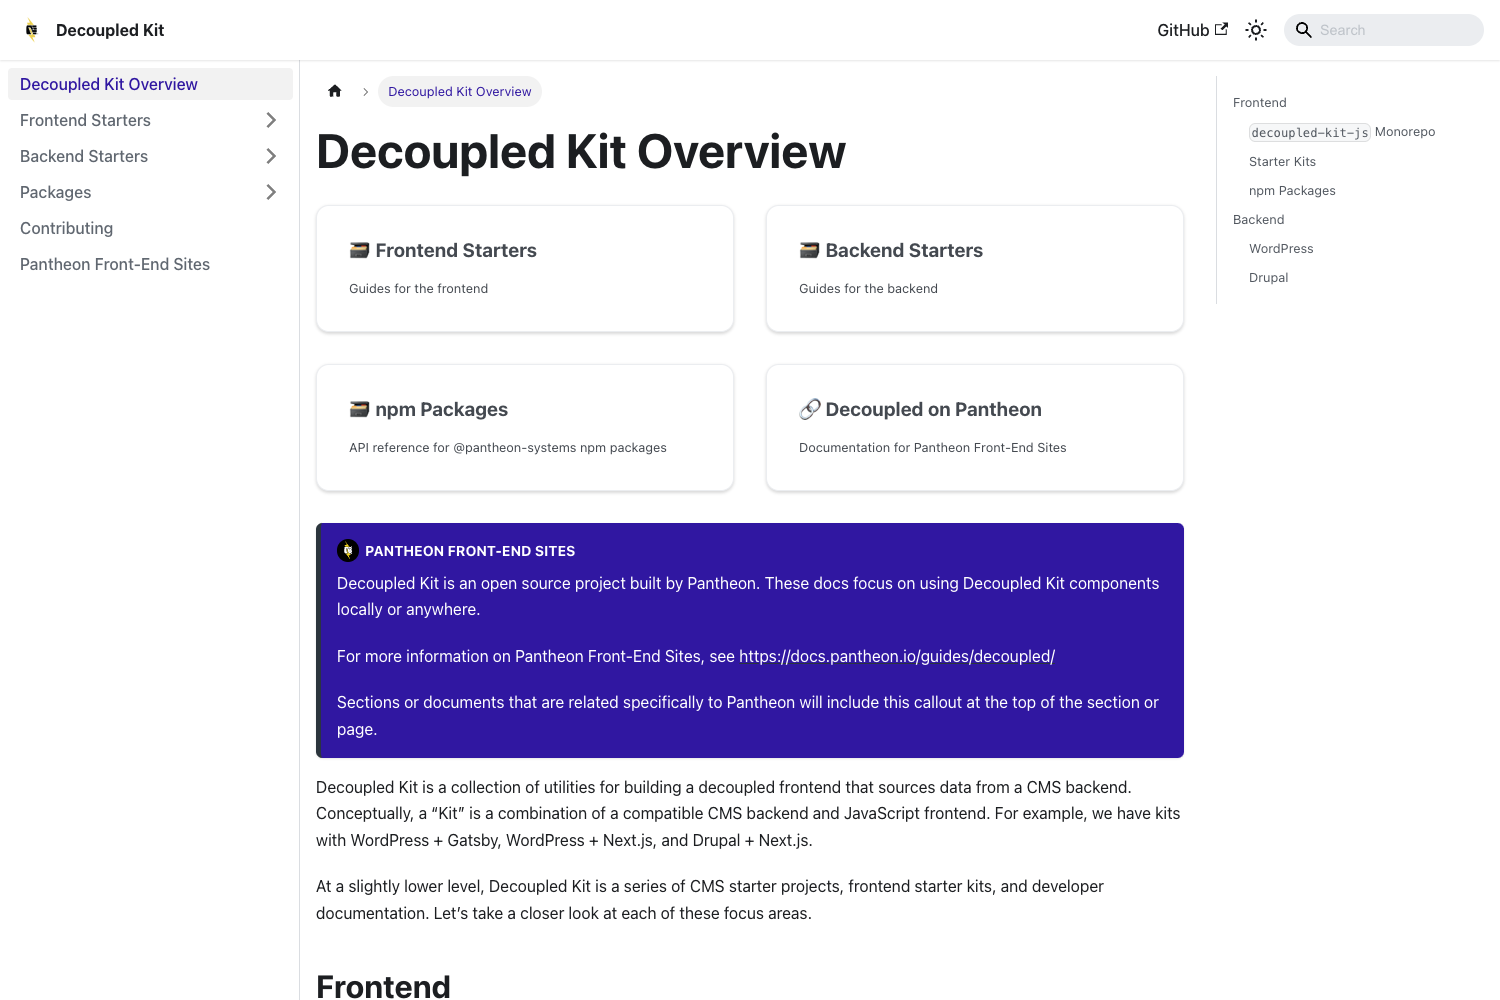 Decoupled Kit
GitHub
Search
Decoupled Kit Overview
Frontend Starters
Backend Starters
Packages
Contributing
Pantheon Front-End Sites
Decoupled Kit Overview
Decoupled Kit Overview
Frontend Starters
Guides for the frontend
Backend Starters
Guides for the backend
npm Packages
API reference for @pantheon-systems npm packages
Decoupled on Pantheon
Documentation for Pantheon Front-End Sites
PANTHEON FRONT-END SITES
Decoupled Kit is an open source project built by Pantheon. These docs focus on using Decoupled Kit components
locally or anywhere.
For more information on Pantheon Front-End Sites, see https://docs.pantheon.io/guides/decoupled/
Sections or documents that are related specifically to Pantheon will include this callout at the top of the section or
page.
Decoupled Kit is a collection of utilities for building a decoupled frontend that sources data from a CMS backend.
Conceptually, a “Kit” is a combination of a compatible CMS backend and JavaScript frontend. For example, we have kits
with WordPress + Gatsby, WordPress + Next.js, and Drupal + Next.js.
At a slightly lower level, Decoupled Kit is a series of CMS starter projects, frontend starter kits, and developer
documentation. Let’s take a closer look at each of these focus areas.
Frontend
Frontend
decoupled-kit-js Monorepo
Starter Kits
npm Packages
Backend
WordPress
Drupal